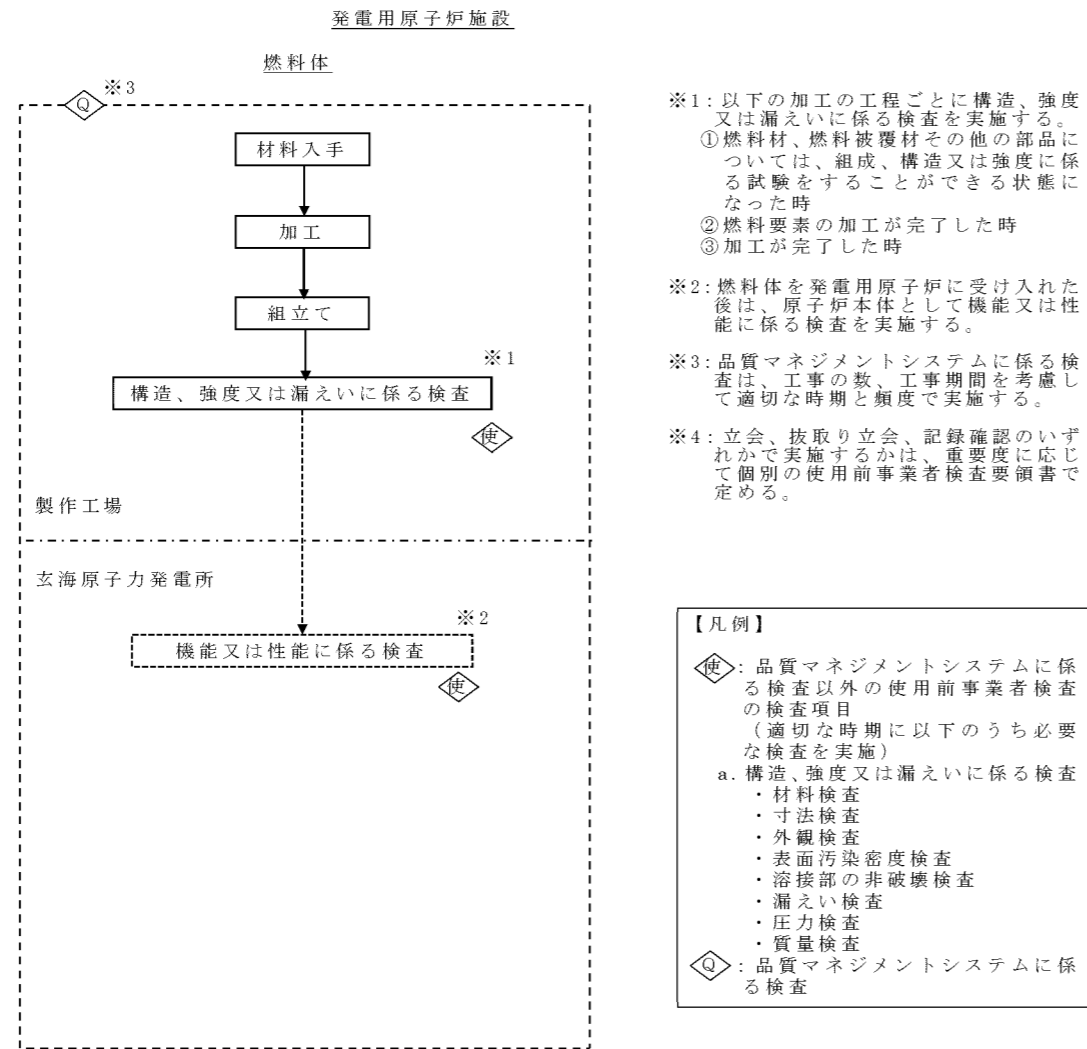 発電用原子炉施設
燃料体
Q
※3
材料入手
加工
組立て
※1
構造、強度又は漏えいに係る検査
使
製作工場
玄海原子力発電所
※2
機能又は性能に係る検査
使
※1:以下の加工の工程ごとに構造、強度
又は漏えいに係る検査を実施する。
①燃料材、燃料被覆材その他の部品に
ついては、組成、構造又は強度に係
る試験をすることができる状態に
なった時
②燃料要素の加工が完了した時
③加工が完了した時
※2:燃料体を発電用原子炉に受け入れた
後は、原子炉本体として機能又は性
能に係る検査を実施する。
※3:品質マネジメントシステムに係る検
査は、工事の数、工事期間を考慮し
て適切な時期と頻度で実施する。
※4:立会、抜取り立会、記録確認のいず
れかで実施するかは、重要度に応じ
て個別の使用前事業者検査要領書で
定める。
【凡例】
使:品質マネジメントシステムに係
る検査以外の使用前事業者検査
の検査項目
(適切な時期に以下のうち必要
な検査を実施)
a.構造、強度又は漏えいに係る検査
・材料検査
・寸法検査
・外観検査
・表面汚染密度検査
・溶接部の非破壊検査
・漏えい検査
・圧力検査
・質量検査
Q:品質マネジメントシステムに係
る検査